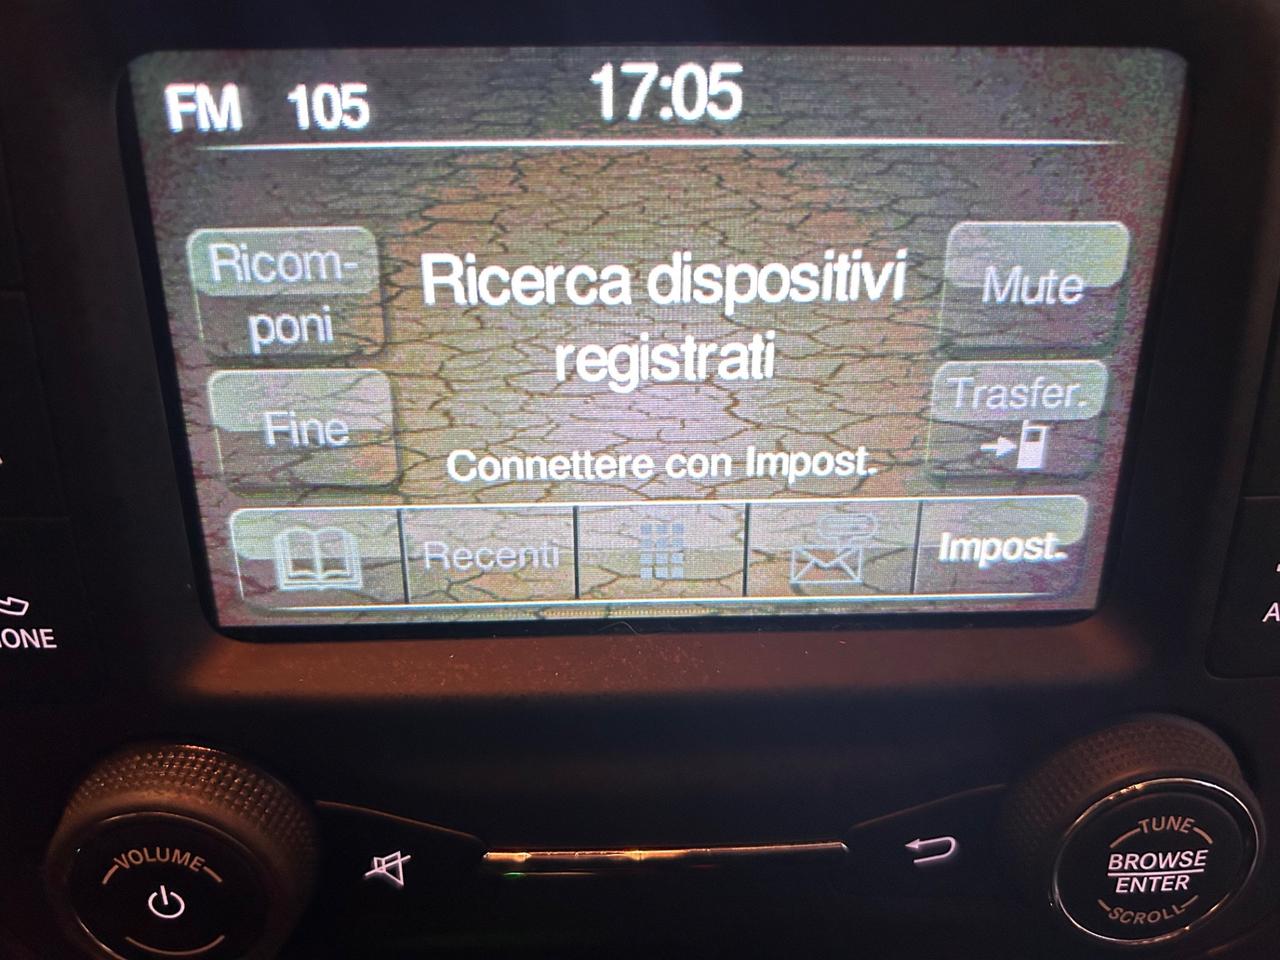 FM 105 17:05
Ricom-
poni
Ricerca dispositivi
registrati
Mute
Fine
Trasfer.
Connettere con Impost.
Recenti
Impost.
IONE
A
VOLUME
TUNE
BROWSE
ENTER
SCROLL